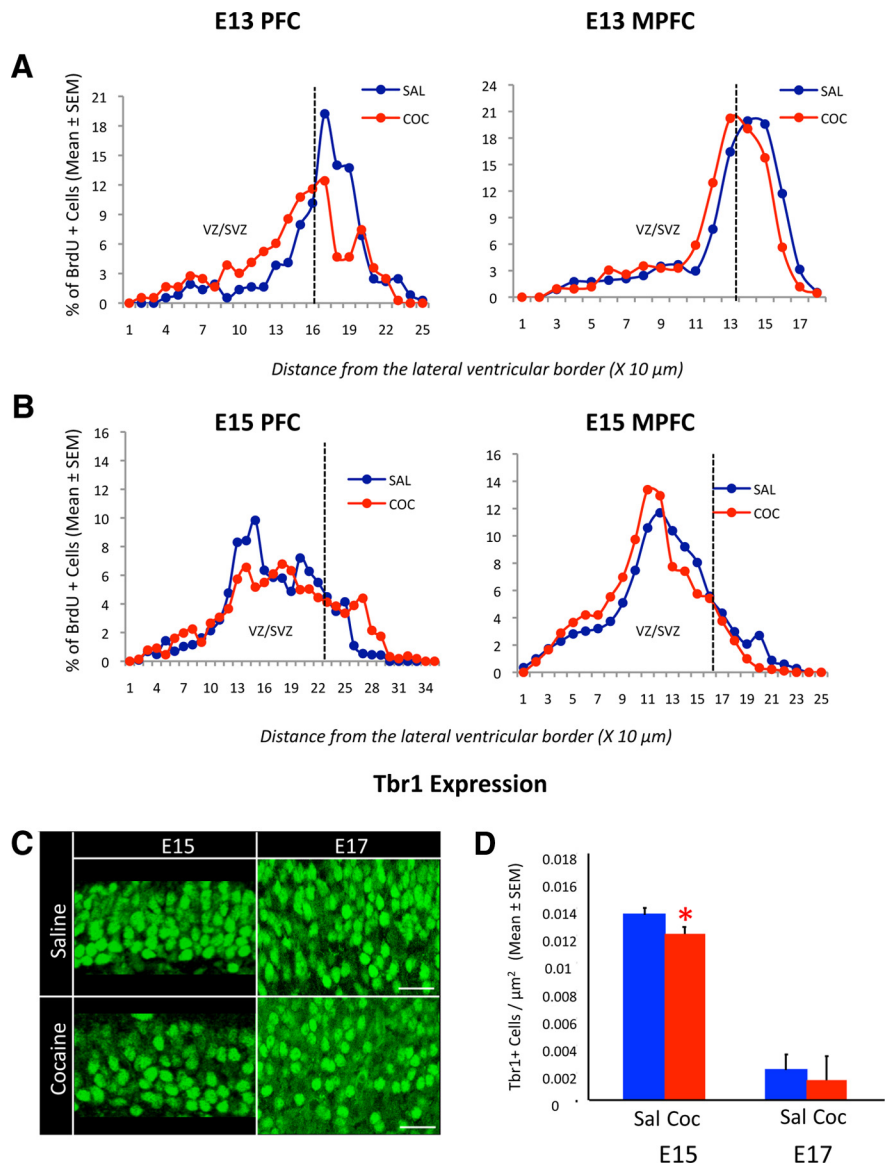 E13 PFC
E13 MPFC
A
% of BrdU + Cells (Mean ± SEM)
21
18
15
12
9
6
3
0
SAL
COC
VZ/SVZ
1 4 7 10 13 16 19 22 25
24
21
18
15
12
9
6
3
0
SAL
COC
VZ/SVZ
1 3 5 7 9 11 13 15 17
Distance from the lateral ventricular border (X 10 µm)
B
E15 PFC
E15 MPFC
% of BrdU + Cells (Mean ± SEM)
16
14
12
10
8
6
4
2
0
SAL
COC
VZ/SVZ
1 4 7 10 13 16 19 22 25 28 31 34
16
14
12
10
8
6
4
2
0
SAL
COC
VZ/SVZ
1 3 5 7 9 11 13 15 17 19 21 23 25
Distance from the lateral ventricular border (X 10 µm)
Tbr1 Expression
C
E15 E17
Saline
Cocaine
D
Tbr1+ Cells / µm² (Mean ± SEM)
0.018
0.016
0.014
0.012
0.010
0.008
0.006
0.004
0.002
0
*
Sal Coc Sal Coc
E15 E17